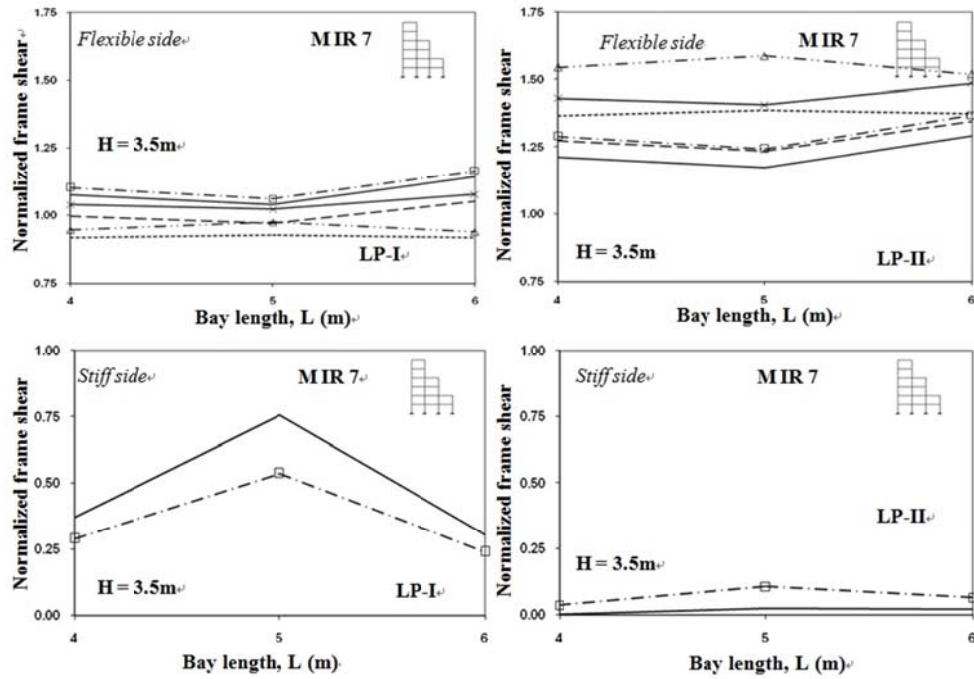 Flexible side
MIR 7
H = 3.5m
LP-I
Normalized frame shear
1.75
1.50
1.25
1.00
0.75
4
5
6
Bay length, L (m)
Flexible side
MIR 7
H = 3.5m
LP-II
Normalized frame shear
1.75
1.50
1.25
1.00
0.75
4
5
6
Bay length, L (m)
Stiff side
MIR 7
H = 3.5m
LP-I
Normalized frame shear
1.00
0.75
0.50
0.25
0.00
4
5
6
Bay length, L (m)
Stiff side
MIR 7
LP-II
H = 3.5m
Normalized frame shear
1.00
0.75
0.50
0.25
0.00
4
5
6
Bay length, L (m)